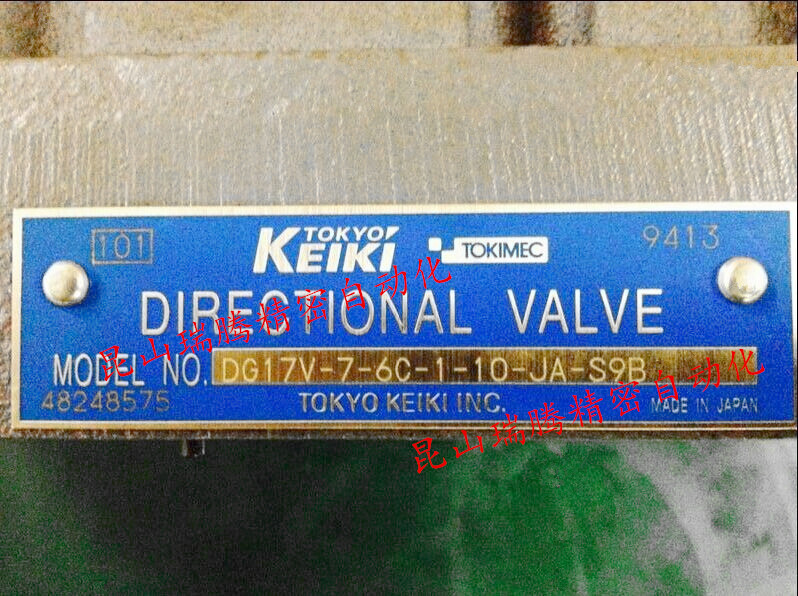 101
TOKYO KEIKI TOKIMEC 9413
DIRECTIONAL VALVE
MODEL NO. DG17V-7-6C-1-10-JA-S9B
48248575 TOKYO KEIKI INC. MADE IN JAPAN
昆山瑞腾精密自动化
昆山瑞腾精密自动化